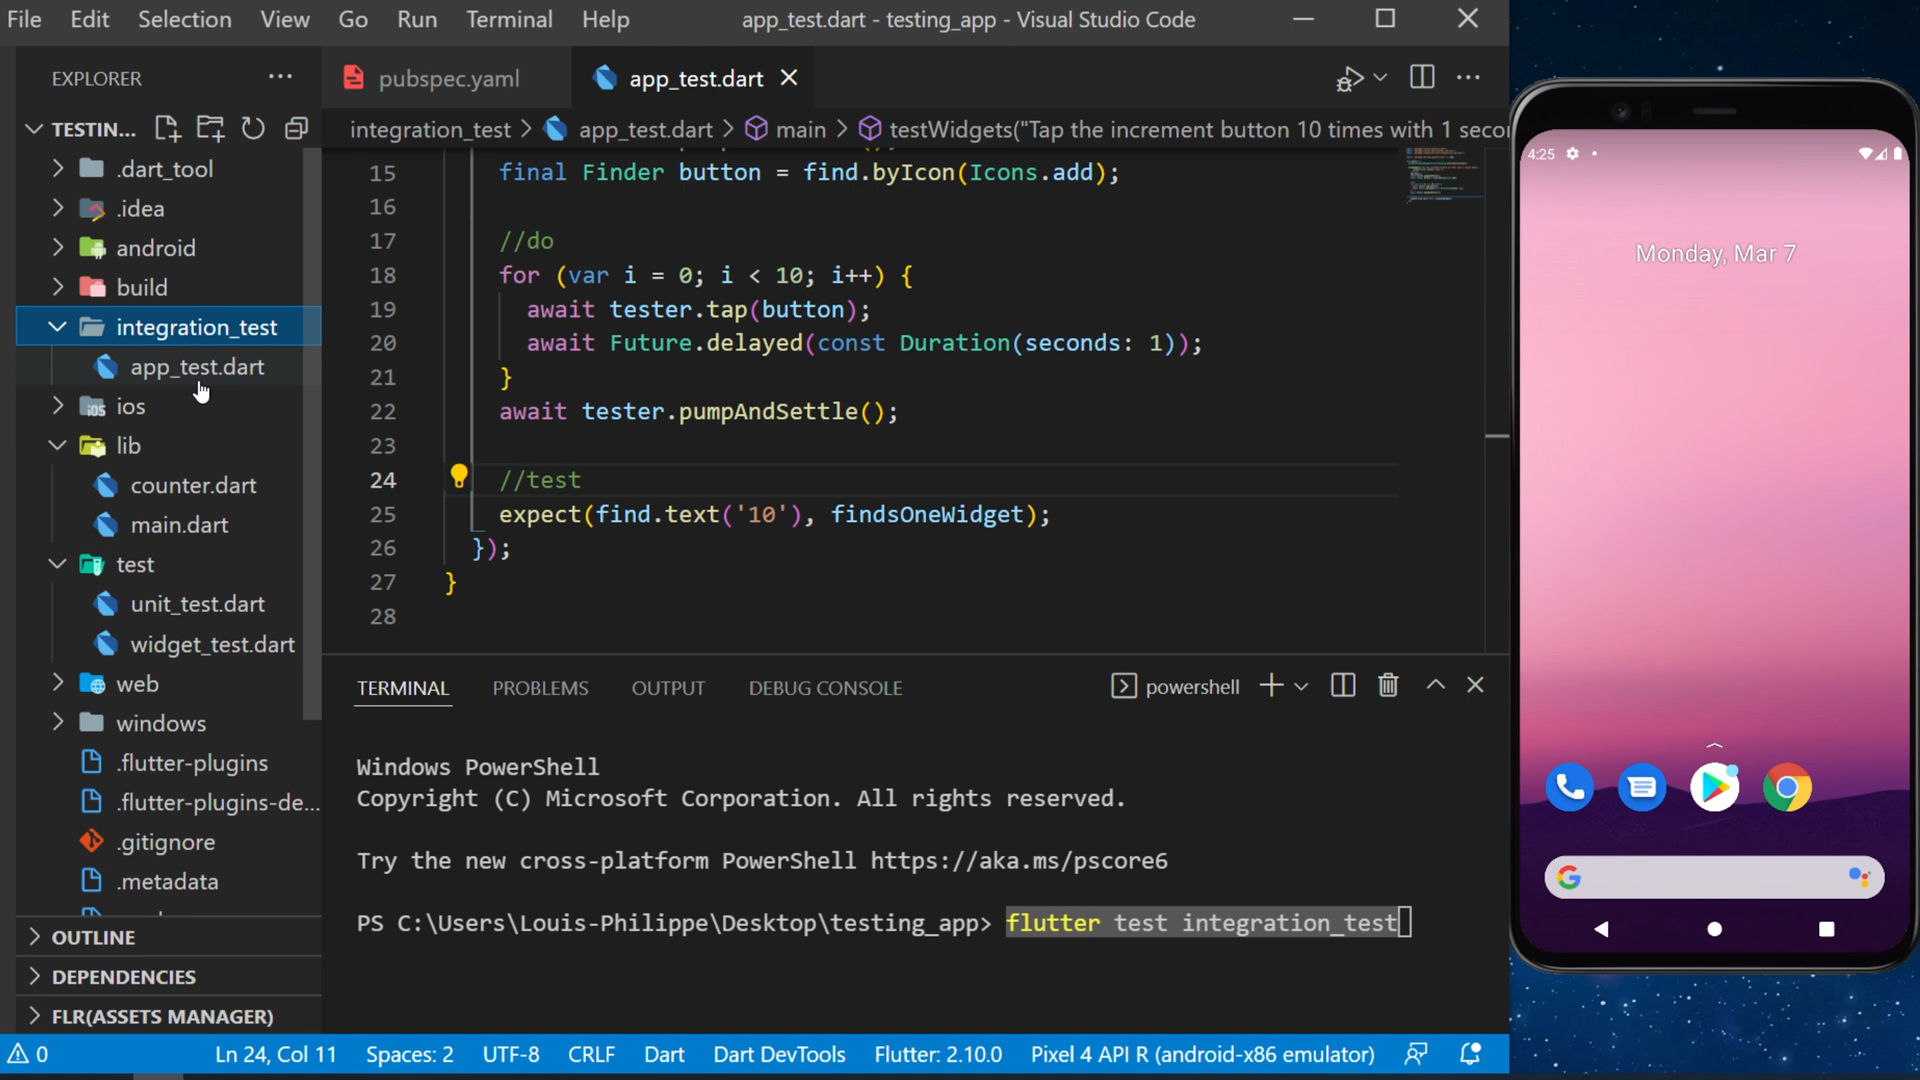 File Edit Selection View Go Run Terminal Help app_test.dart - testing_app - Visual Studio Code
EXPLORER
TESTIN...
.dart_tool
.idea
android
build
integration_test
app_test.dart
ios
lib
counter.dart
main.dart
test
unit_test.dart
widget_test.dart
web
windows
.flutter-plugins
.flutter-plugins-de...
.gitignore
.metadata
OUTLINE
DEPENDENCIES
FLR(ASSETS MANAGER)
pubspec.yaml app_test.dart
integration_test > app_test.dart > main > testWidgets("Tap the increment button 10 times with 1 secon
15 final Finder button = find.byIcon(Icons.add);
16
17 //do
18 for (var i = 0; i < 10; i++) {
19 await tester.tap(button);
20 await Future.delayed(const Duration(seconds: 1));
21 }
22 await tester.pumpAndSettle();
23
24 //test
25 expect(find.text('10'), findsOneWidget);
26 });
27 }
28
TERMINAL PROBLEMS OUTPUT DEBUG CONSOLE powershell
Windows PowerShell
Copyright (C) Microsoft Corporation. All rights reserved.
Try the new cross-platform PowerShell https://aka.ms/pscore6
PS C:\Users\Louis-Philippe\Desktop\testing_app> flutter test integration_test
0 Ln 24, Col 11 Spaces: 2 UTF-8 CRLF Dart Dart DevTools Flutter: 2.10.0 Pixel 4 API R (android-x86 emulator)
4:25
Monday, Mar 7